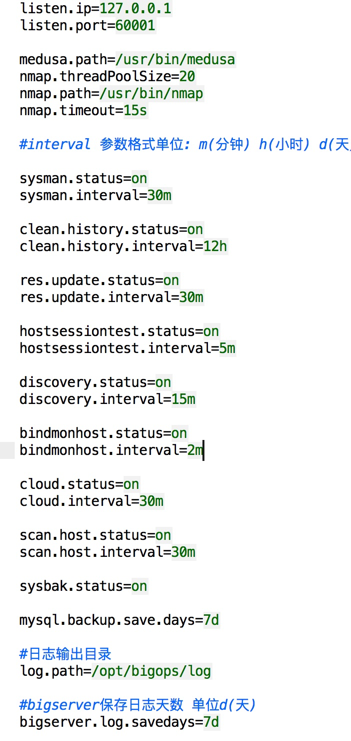 listen.ip=127.0.0.1
listen.port=60001
medusa.path=/usr/bin/medusa
nmap.threadPoolSize=20
nmap.path=/usr/bin/nmap
nmap.timeout=15s
#interval 参数格式单位: m(分钟) h(小时) d(天
sysman.status=on
sysman.interval=30m
clean.history.status=on
clean.history.interval=12h
res.update.status=on
res.update.interval=30m
hostsessiontest.status=on
hostsessiontest.interval=5m
discovery.status=on
discovery.interval=15m
bindmonhost.status=on
bindmonhost.interval=2m
cloud.status=on
cloud.interval=30m
scan.host.status=on
scan.host.interval=30m
sysbak.status=on
mysql.backup.save.days=7d
#日志输出目录
log.path=/opt/bigops/log
#bigserver保存日志天数 单位d(天)
bigserver.log.savedays=7d